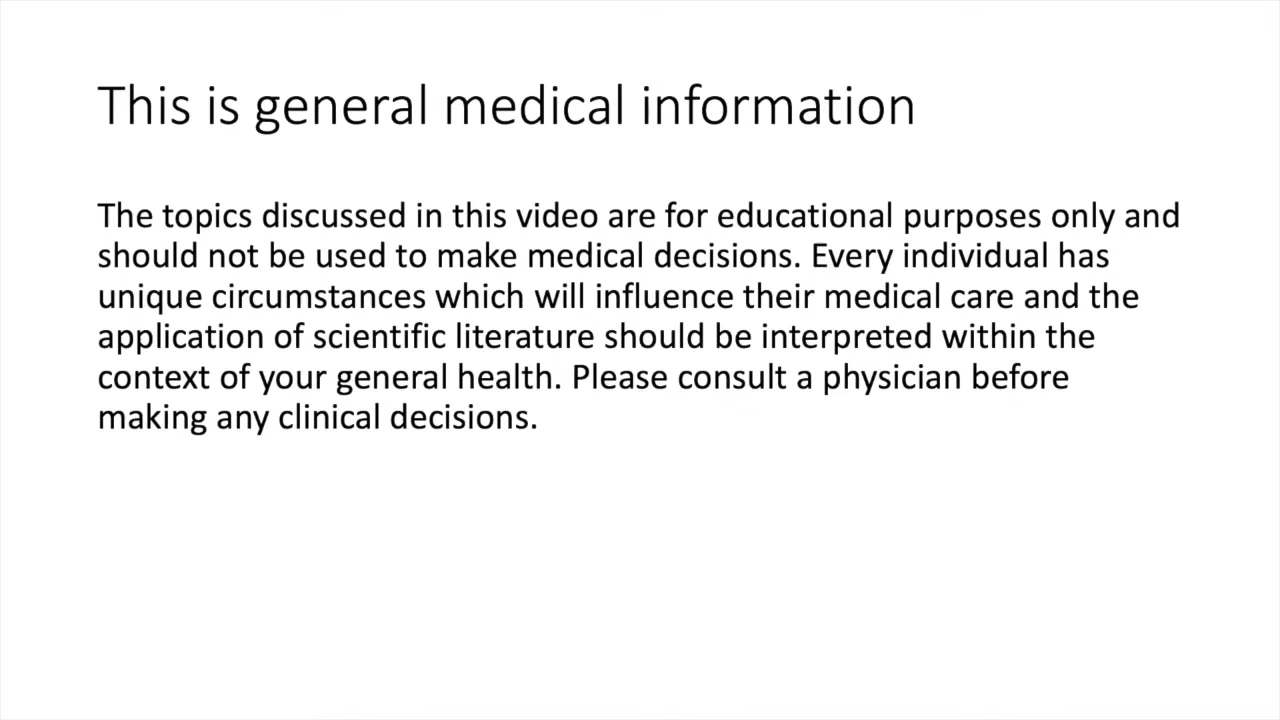 This is general medical information
The topics discussed in this video are for educational purposes only and
should not be used to make medical decisions. Every individual has
unique circumstances which will influence their medical care and the
application of scientific literature should be interpreted within the
context of your general health. Please consult a physician before
making any clinical decisions.